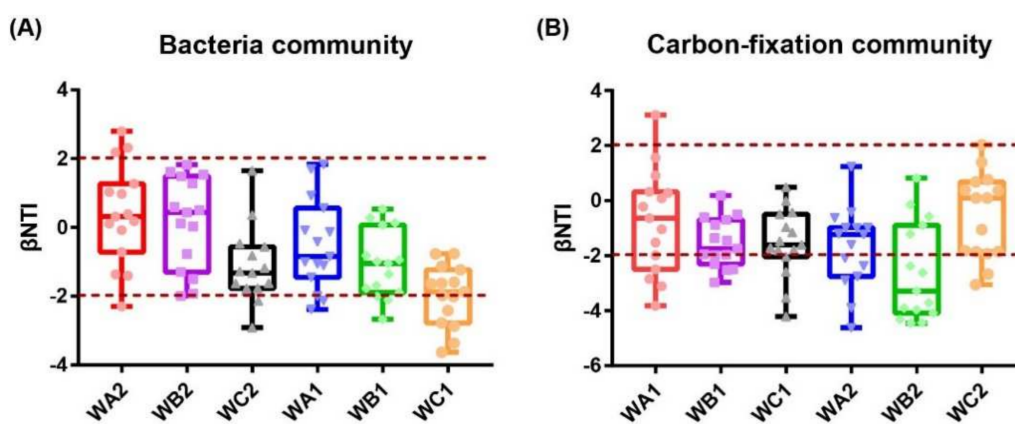 (A)
Bacteria community
βNTI
4
2
0
-2
-4
WA2 WB2 WC2 WA1 WB1 WC1
(B)
Carbon-fixation community
βNTI
4
2
0
-2
-4
-6
WA1 WB1 WC1 WA2 WB2 WC2